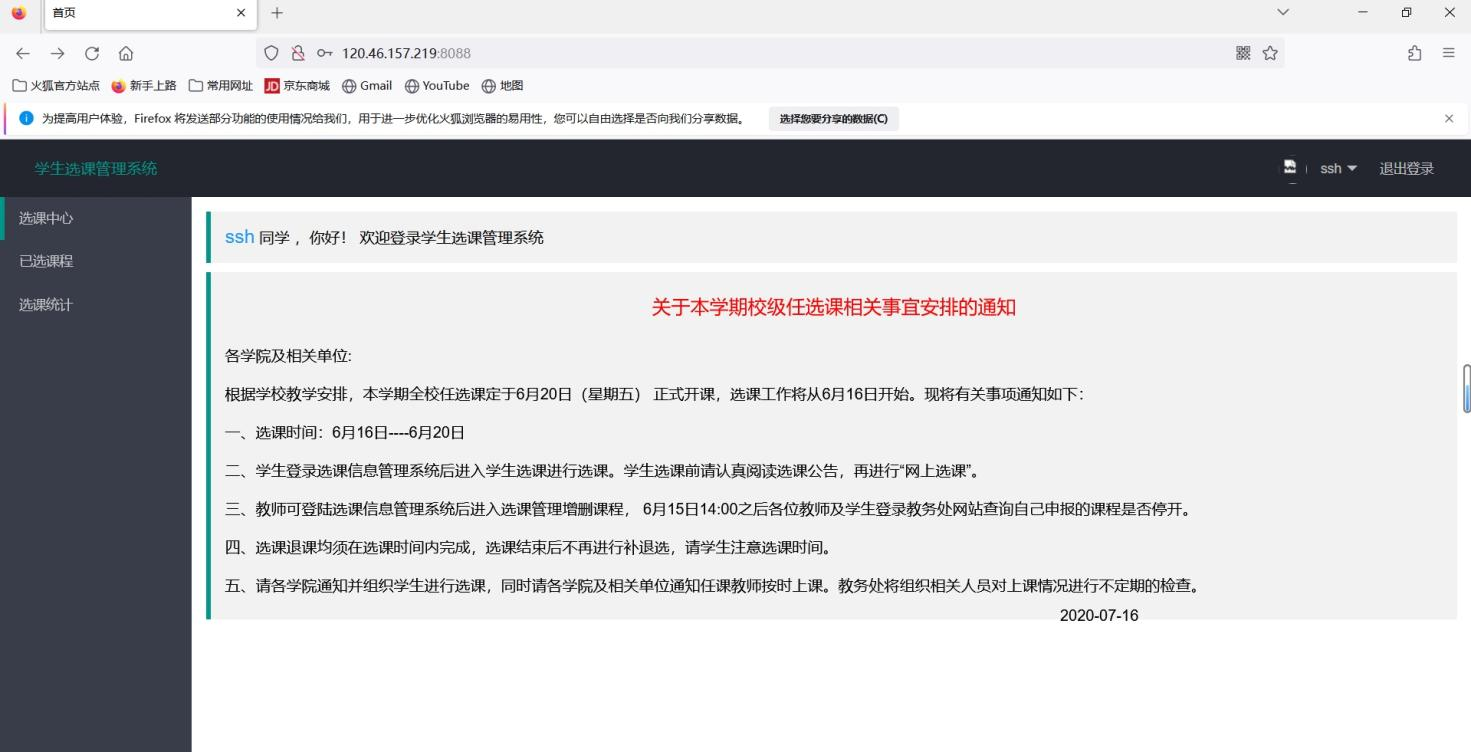 首页
120.46.157.219:8088
火狐官方站点 新手上路 常用网址 JD 京东商城 Gmail YouTube 地图
为提高用户体验，Firefox 将发送部分功能的使用情况给我们，用于进一步优化火狐浏览器的易用性，您可以自由选择是否向我们分享数据。 选择您要分享的数据(C)
学生选课管理系统 ssh 退出登录
选课中心
已选课程
选课统计
ssh 同学 ，你好！ 欢迎登录学生选课管理系统
关于本学期校级任选课相关事宜安排的通知
各学院及相关单位:
根据学校教学安排，本学期全校任选课定于6月20日（星期五） 正式开课，选课工作将从6月16日开始。现将有关事项通知如下：
一、选课时间：6月16日----6月20日
二、学生登录选课信息管理系统后进入学生选课进行选课。学生选课前请认真阅读选课公告，再进行“网上选课”。
三、教师可登陆选课信息管理系统后进入选课管理增删课程， 6月15日14:00之后各位教师及学生登录教务处网站查询自己申报的课程是否停开。
四、选课退课均须在选课时间内完成，选课结束后不再进行补退选，请学生注意选课时间。
五、请各学院通知并组织学生进行选课，同时请各学院及相关单位通知任课教师按时上课。教务处将组织相关人员对上课情况进行不定期的检查。
2020-07-16